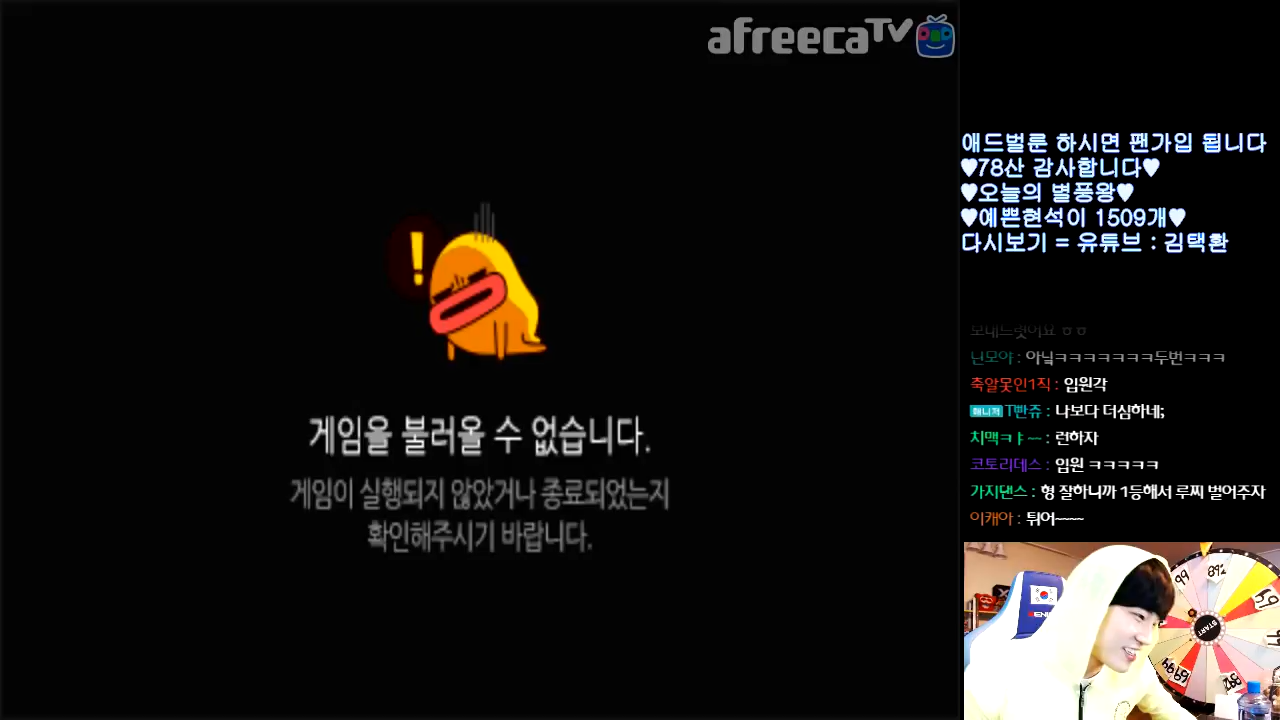 afreecaTV
애드벌룬 하시면 팬가입 됩니다
♥78산 감사합니다♥
♥오늘의 별풍왕♥
♥예쁜현석이 1509개♥
다시보기 = 유튜브 : 김택환
!
게임을 불러올 수 없습니다.
게임이 실행되지 않았거나 종료되었는지
확인해주시기 바랍니다.
닌모야 : 아닠ㅋㅋㅋㅋㅋㅋㅋ두번ㅋㅋㅋ
축알못인1직 : 입원각
매니저 T빤쥬 : 나보다 더심하네;
치맥ㅋㅑ~~ : 런하자
코토리데스 : 입원 ㅋㅋㅋㅋㅋ
가지댄스 : 형 잘하니까 1등해서 루찌 벌어주자
이캐아 : 튀어~~~~
99
892
START